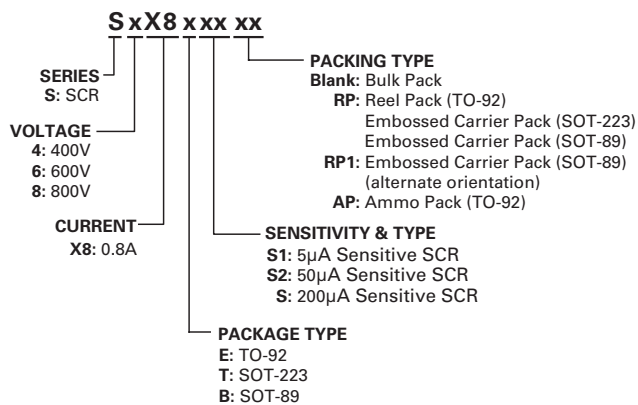 S x X8 x xx xx
SERIES
S: SCR
VOLTAGE
4: 400V
6: 600V
8: 800V
CURRENT
X8: 0.8A
PACKING TYPE
Blank: Bulk Pack
RP: Reel Pack (TO-92)
Embossed Carrier Pack (SOT-223)
Embossed Carrier Pack (SOT-89)
RP1: Embossed Carrier Pack (SOT-89)
(alternate orientation)
AP: Ammo Pack (TO-92)
SENSITIVITY & TYPE
S1: 5µA Sensitive SCR
S2: 50µA Sensitive SCR
S: 200µA Sensitive SCR
PACKAGE TYPE
E: TO-92
T: SOT-223
B: SOT-89